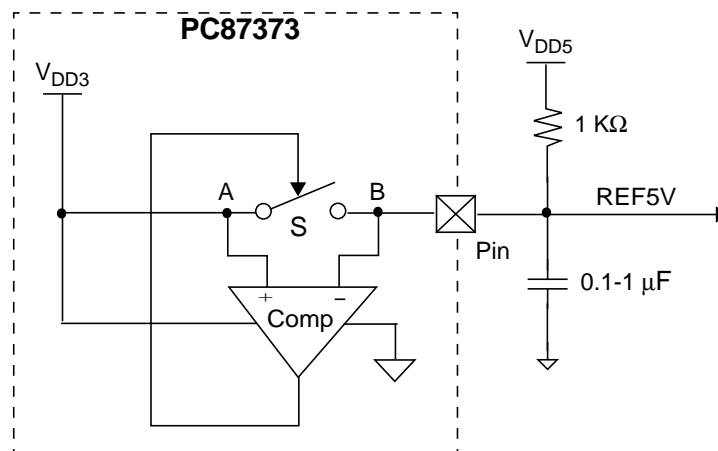 PC87373
VDD3
VDD5
1 KΩ
A
B
S
REF5V
Pin
+
−
Comp
0.1-1 μF